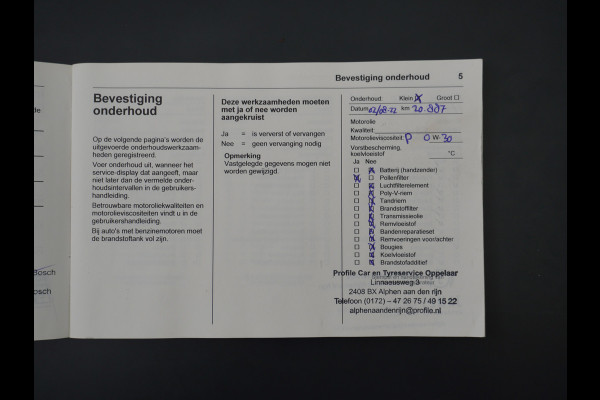 Bevestiging onderhoud 5
Bevestiging
onderhoud
Op de volgende pagina's worden de
uitgevoerde onderhoudswerkzaam-
heden geregistreerd.
Voer onderhoud uit, wanneer het
service-display dat aangeeft, maar
niet later dan de vermelde onder-
houdsintervallen in de gebruikers-
handleiding.
Betrouwbare motoroliekwaliteiten en
motorolieviscositeiten vindt u in de
gebruikershandleiding.
Bij auto's met benzinemotoren moet
de brandstoftank vol zijn.
Deze werkzaamheden moeten
met ja of nee worden
aangekruist
Ja = is ververst of vervangen
Nee = geen vervanging nodig
Opmerking
Vastgelegde gegevens mogen niet
worden gewijzigd.
Onderhoud Klein Groot
Datum 02/08-22 km 20.987
Motorolie
Kwaliteit
Motorolieviscositeit P 0 W- 30
Vorstbescherming,
koelvloeistof °C
Ja Nee
Batterij (handzender)
Pollenfilter
Luchtfilterelement
Poly-V-riem
Tandriem
Brandstoffilter
Transmissieolie
Remvloeistof
Bandenreparatieset
Remvoeringen voor/achter
Bougies
Koelvloeistof
Brandstofadditief
Profile Car en Tyreservice Oppelaar
Linnaeusweg 3
2408 BX Alphen aan den rijn
Telefoon (0172) – 47 26 75 / 49 15 22
alphenaandenrijn@profile.nl
Bosch
osch